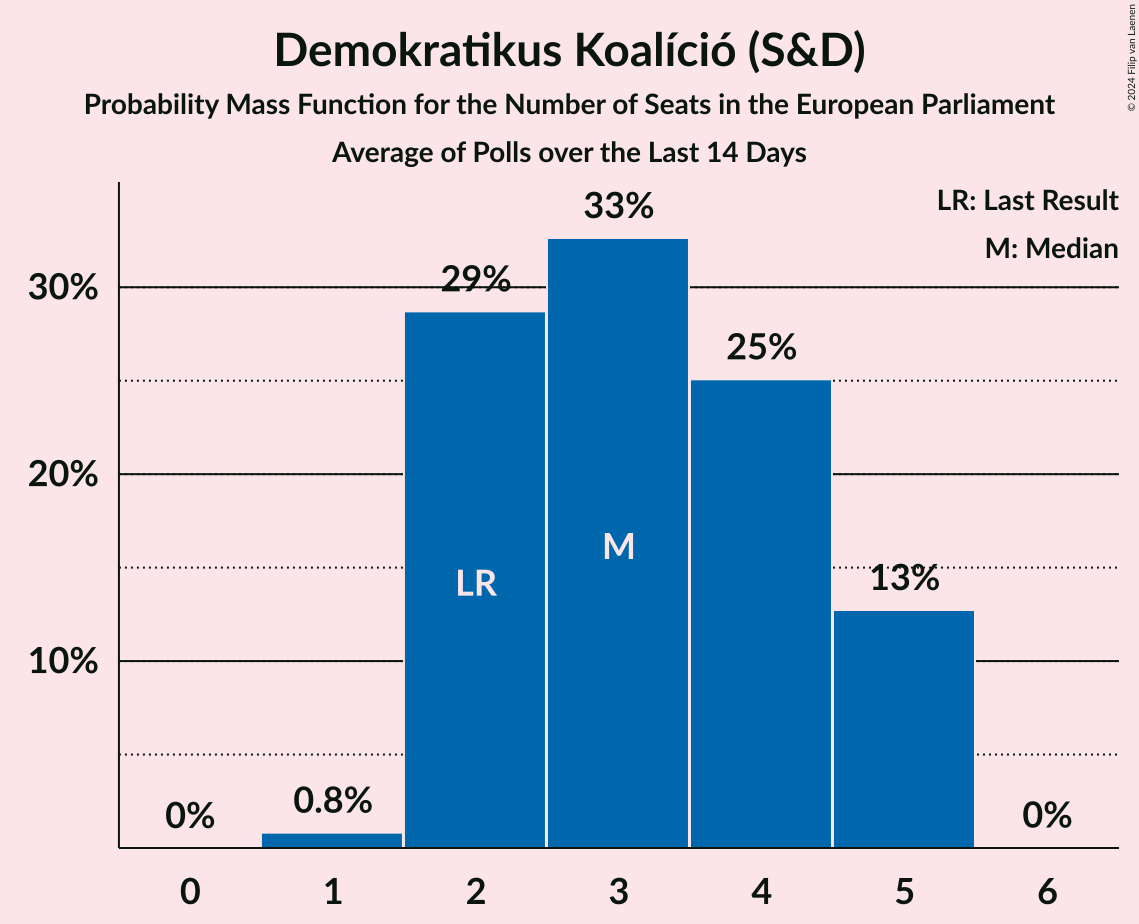 Demokratikus Koalíció (S&D)
Probability Mass Function for the Number of Seats in the European Parliament
Average of Polls over the Last 14 Days
© 2024 Filip van Laenen
LR: Last Result
M: Median
33%
29%
30%
25%
20%
M
LR
13%
10%
0%
0.8%
0%
0 1 2 3 4 5 6